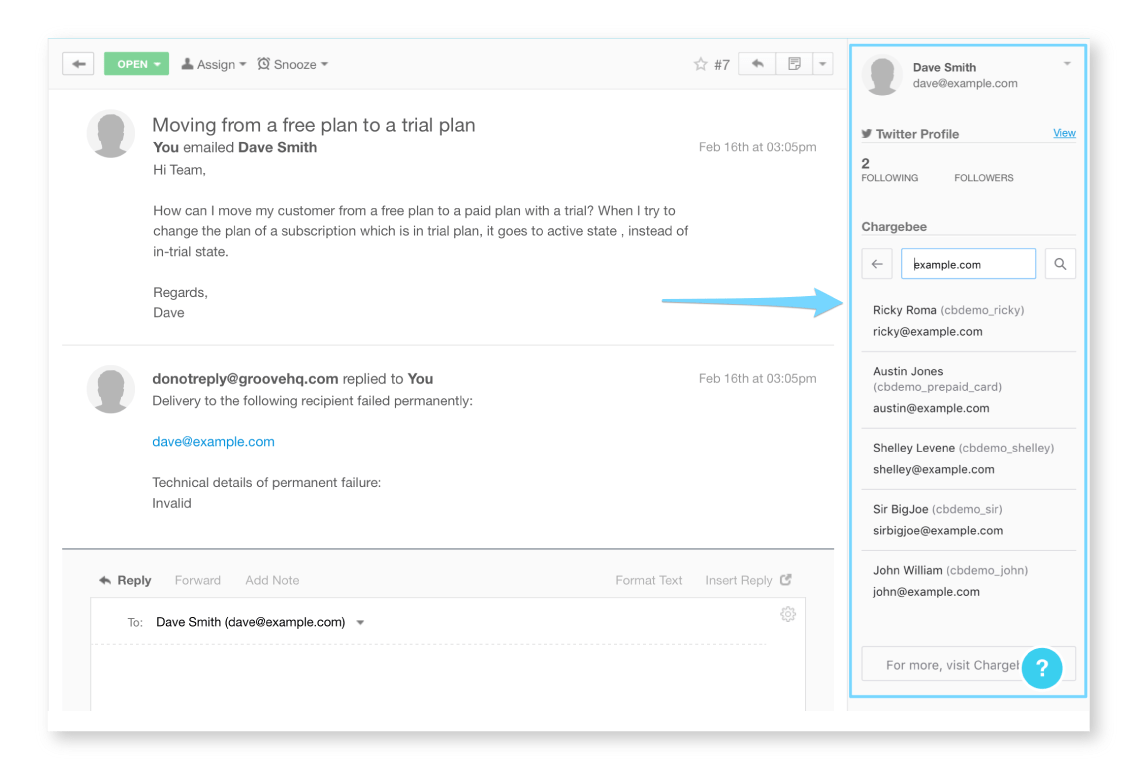 OPEN Assign Snooze #7
Moving from a free plan to a trial plan
You emailed Dave Smith Feb 16th at 03:05pm
Hi Team,
How can I move my customer from a free plan to a paid plan with a trial? When I try to
change the plan of a subscription which is in trial plan, it goes to active state , instead of
in-trial state.
Regards,
Dave
donotreply@groovehq.com replied to You Feb 16th at 03:05pm
Delivery to the following recipient failed permanently:
dave@example.com
Technical details of permanent failure:
Invalid
Reply Forward Add Note Format Text Insert Reply
To: Dave Smith (dave@example.com)
Dave Smith
dave@example.com
Twitter Profile View
2
FOLLOWING FOLLOWERS
Chargebee
example.com
Ricky Roma (cbdemo_ricky)
ricky@example.com
Austin Jones
(cbdemo_prepaid_card)
austin@example.com
Shelley Levene (cbdemo_shelley)
shelley@example.com
Sir BigJoe (cbdemo_sir)
sirbigjoe@example.com
John William (cbdemo_john)
john@example.com
For more, visit
?